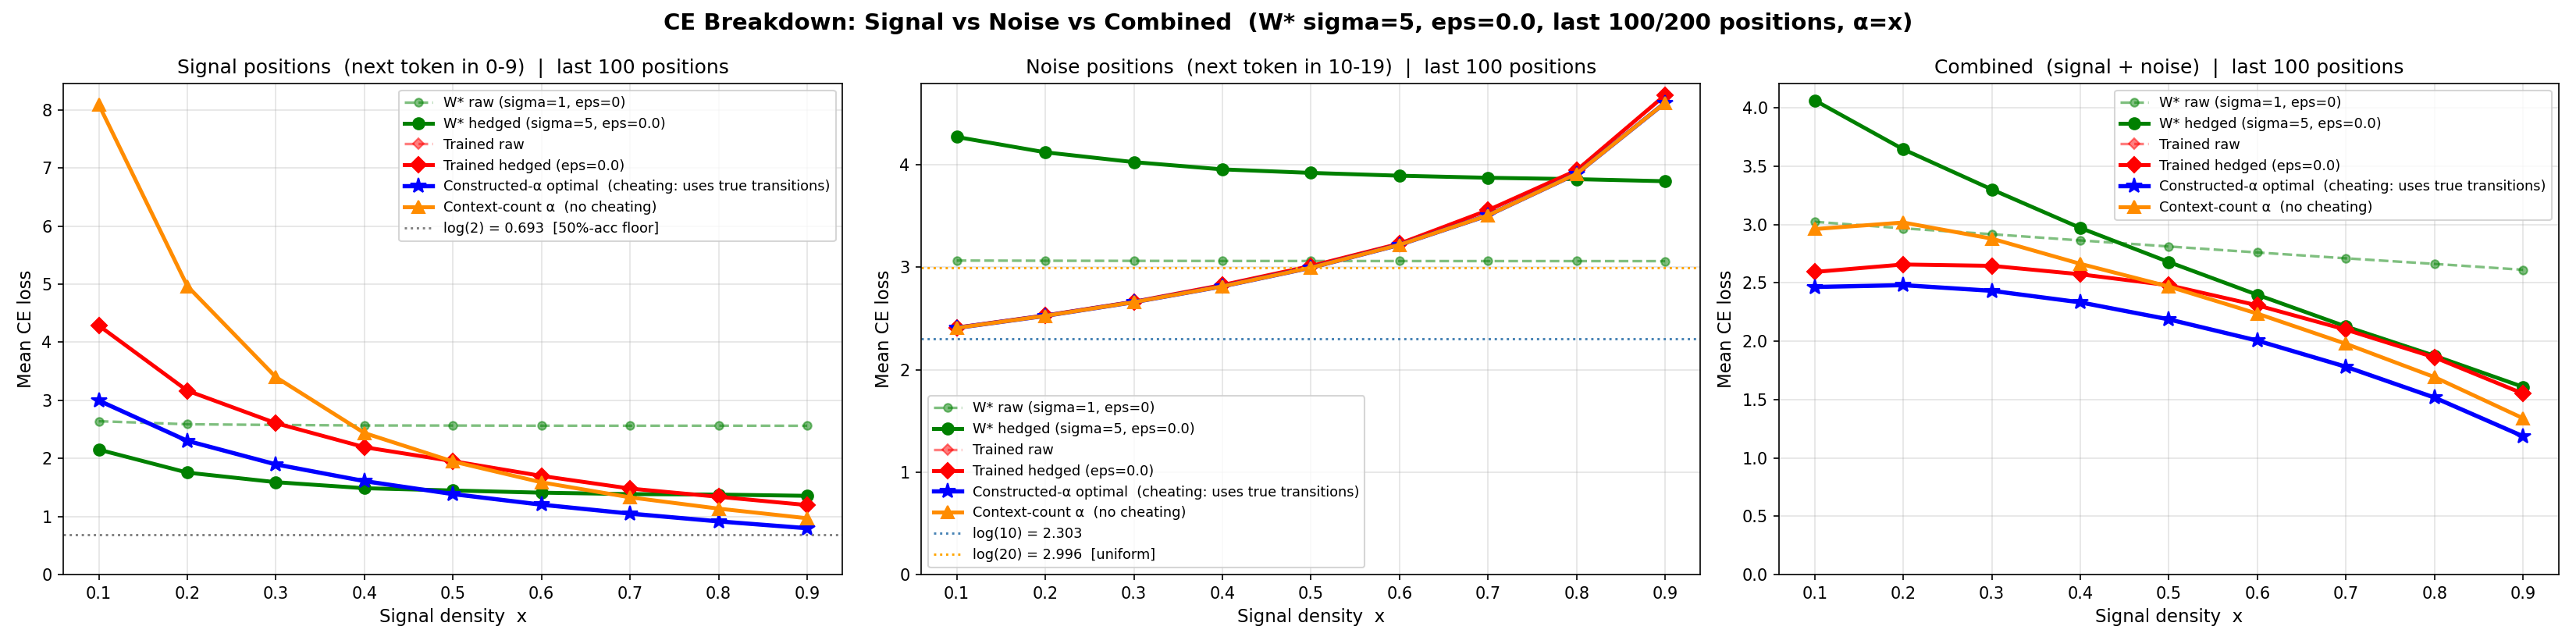 CE Breakdown: Signal vs Noise vs Combined  (W* sigma=5, eps=0.0, last 100/200 positions, α=x)
Signal positions  (next token in 0-9)  |  last 100 positions
W* raw (sigma=1, eps=0)
W* hedged (sigma=5, eps=0.0)
Trained raw
Trained hedged (eps=0.0)
Constructed-α optimal  (cheating: uses true transitions)
Context-count α  (no cheating)
log(2) = 0.693  [50%-acc floor]
Mean CE loss
8
7
6
5
4
3
2
1
0
0.1 0.2 0.3 0.4 0.5 0.6 0.7 0.8 0.9
Signal density  x
Noise positions  (next token in 10-19)  |  last 100 positions
Mean CE loss
4
3
2
1
0
W* raw (sigma=1, eps=0)
W* hedged (sigma=5, eps=0.0)
Trained raw
Trained hedged (eps=0.0)
Constructed-α optimal  (cheating: uses true transitions)
Context-count α  (no cheating)
log(10) = 2.303
log(20) = 2.996  [uniform]
0.1 0.2 0.3 0.4 0.5 0.6 0.7 0.8 0.9
Signal density  x
Combined  (signal + noise)  |  last 100 positions
W* raw (sigma=1, eps=0)
W* hedged (sigma=5, eps=0.0)
Trained raw
Trained hedged (eps=0.0)
Constructed-α optimal  (cheating: uses true transitions)
Context-count α  (no cheating)
Mean CE loss
4.0
3.5
3.0
2.5
2.0
1.5
1.0
0.5
0.0
0.1 0.2 0.3 0.4 0.5 0.6 0.7 0.8 0.9
Signal density  x